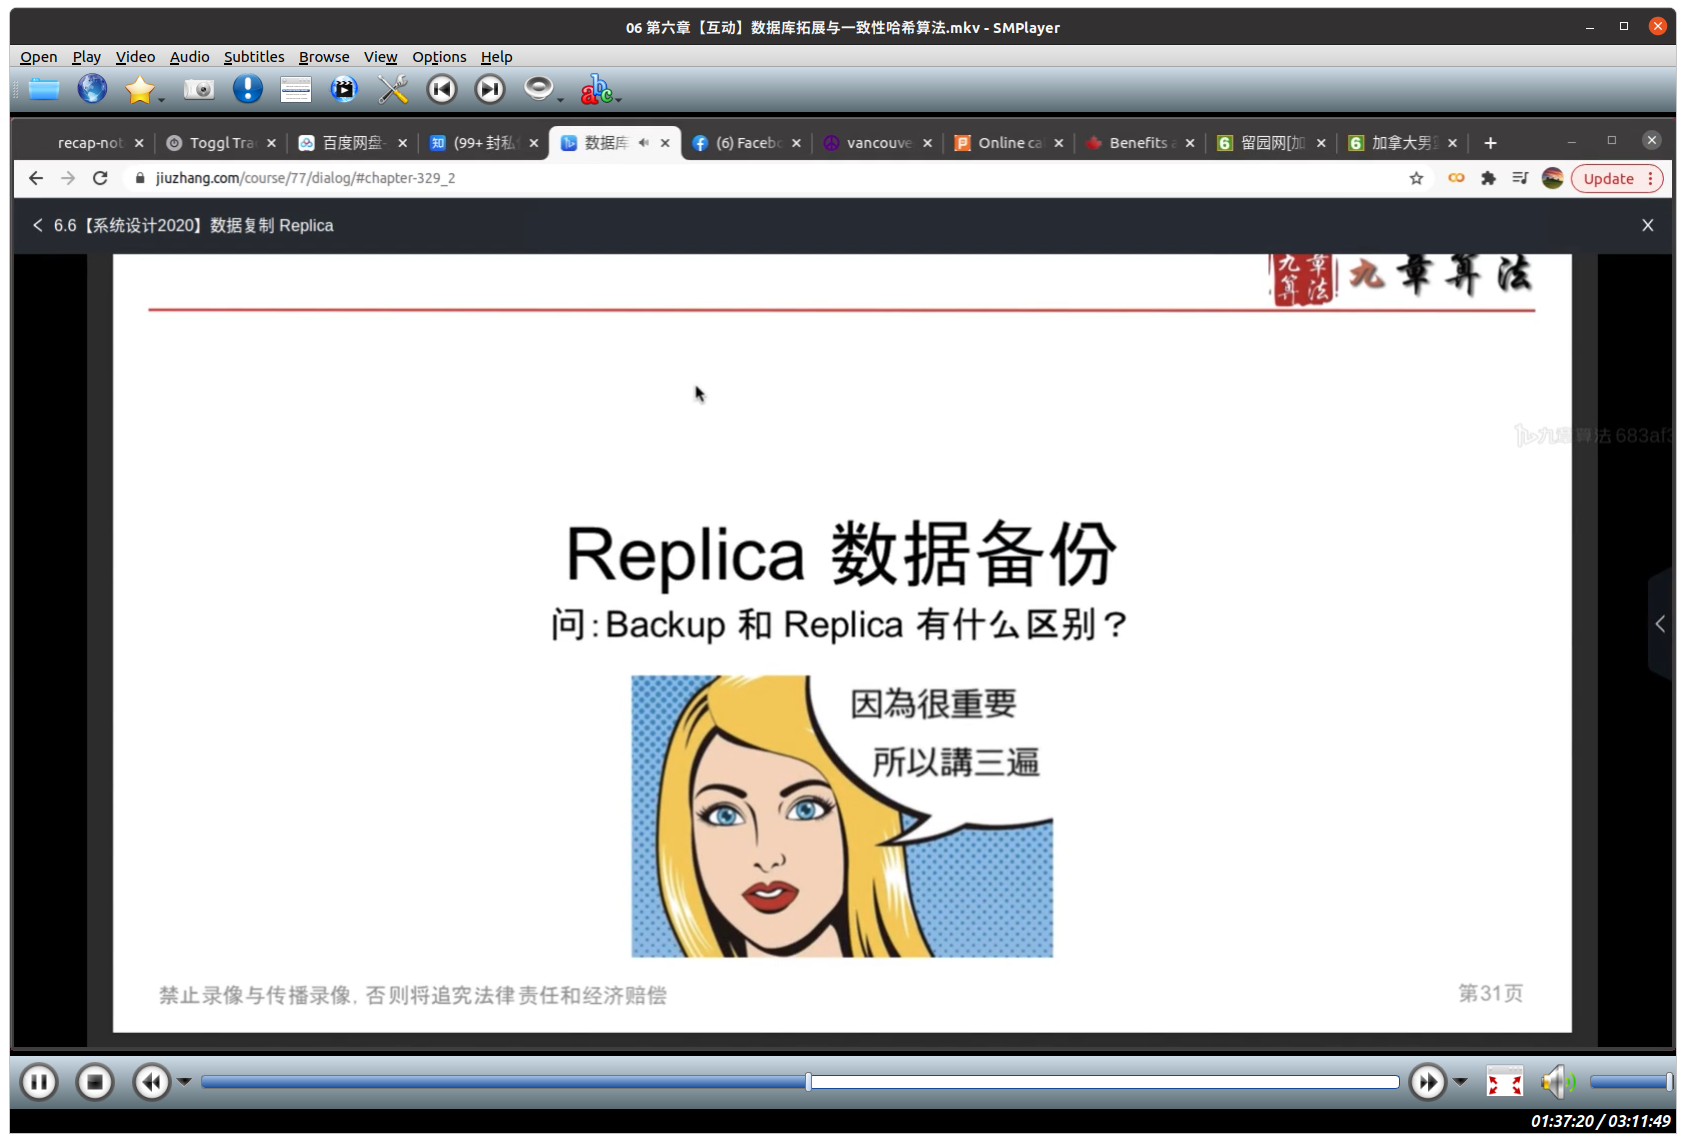 06 第六章【互动】数据库拓展与一致性哈希算法.mkv - SMPlayer
Open Play Video Audio Subtitles Browse View Options Help
abc
recap-not Toggl Tra 百度网盘- 知 (99+ 封私 数据库 (6) Faceb vancouve Online ca Benefits 6 留园网[加 6 加拿大男
jiuzhang.com/course/77/dialog/#chapter-329_2
Update
6.6【系统设计2020】数据复制 Replica
九章算法 九章算法
九章算法 683af3
Replica 数据备份
问:Backup 和 Replica 有什么区别？
因為很重要
所以講三遍
禁止录像与传播录像, 否则将追究法律责任和经济赔偿
第31页
01:37:20 / 03:11:49